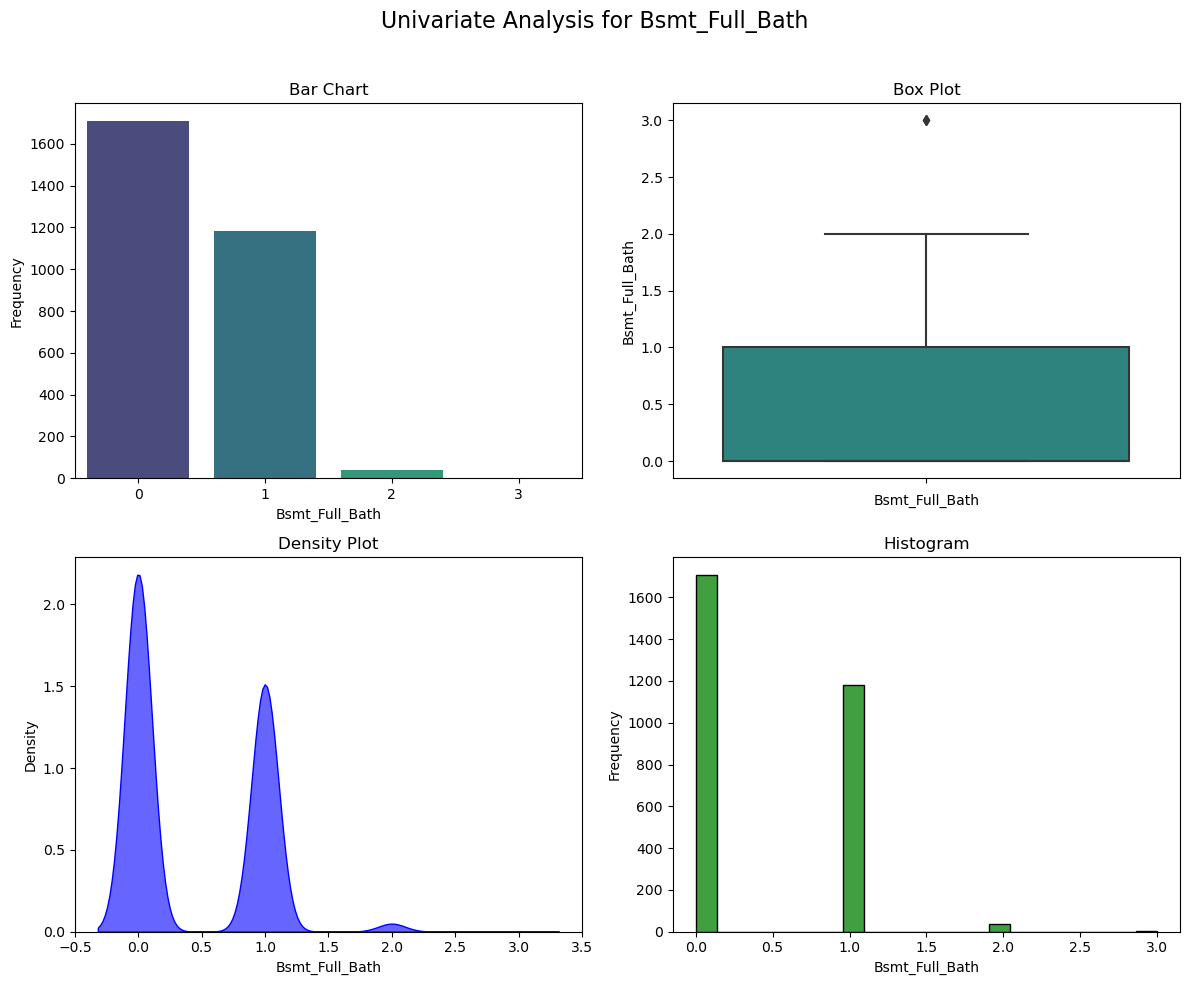 Univariate Analysis for Bsmt_Full_Bath
Bar Chart
1600
1400
1200
1000
800
600
400
200
0
Frequency
0 1 2 3
Bsmt_Full_Bath
Box Plot
3.0
2.5
2.0
1.5
1.0
0.5
0.0
Bsmt_Full_Bath
Bsmt_Full_Bath
Density Plot
2.0
1.5
1.0
0.5
0.0
Density
−0.5 0.0 0.5 1.0 1.5 2.0 2.5 3.0 3.5
Bsmt_Full_Bath
Histogram
1600
1400
1200
1000
800
600
400
200
0
Frequency
0.0 0.5 1.0 1.5 2.0 2.5 3.0
Bsmt_Full_Bath